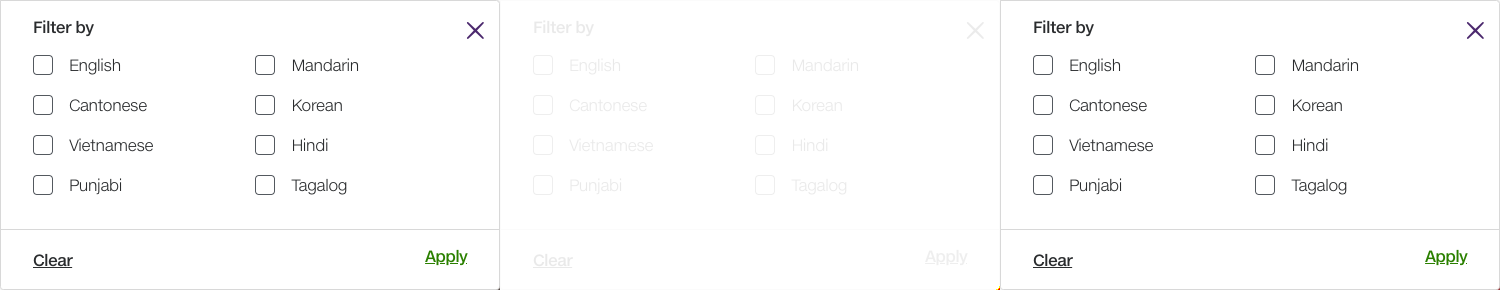 Filter by
English Mandarin
Cantonese Korean
Vietnamese Hindi
Punjabi Tagalog
Clear Apply
Filter by
English Mandarin
Cantonese Korean
Vietnamese Hindi
Punjabi Tagalog
Clear Apply
Filter by
English Mandarin
Cantonese Korean
Vietnamese Hindi
Punjabi Tagalog
Clear Apply